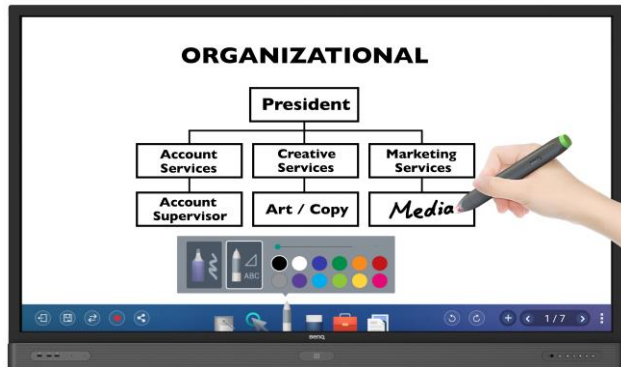 ORGANIZATIONAL
President
Account
Services
Creative
Services
Marketing
Services
Account
Supervisor
Art / Copy
Media
ABC
1/7
BenQ